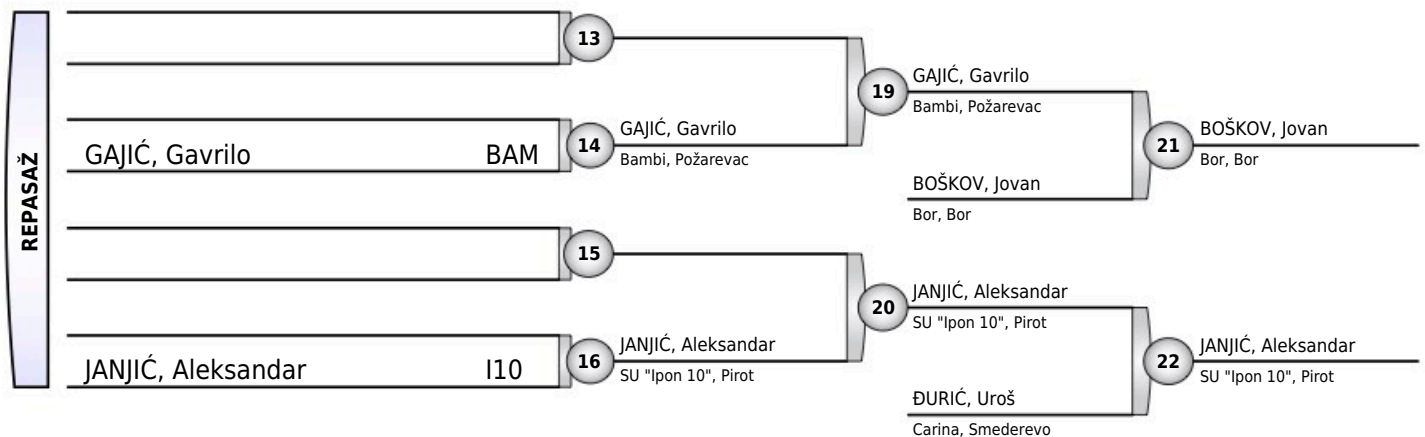 REPASAŽ
13
GAJIĆ, Gavrilo BAM
14
GAJIĆ, Gavrilo
Bambi, Požarevac
19
GAJIĆ, Gavrilo
Bambi, Požarevac
BOŠKOV, Jovan
Bor, Bor
21
BOŠKOV, Jovan
Bor, Bor
15
JANJIĆ, Aleksandar I10
16
JANJIĆ, Aleksandar
SU "Ipon 10", Pirot
20
JANJIĆ, Aleksandar
SU "Ipon 10", Pirot
ĐURIĆ, Uroš
Carina, Smederevo
22
JANJIĆ, Aleksandar
SU "Ipon 10", Pirot